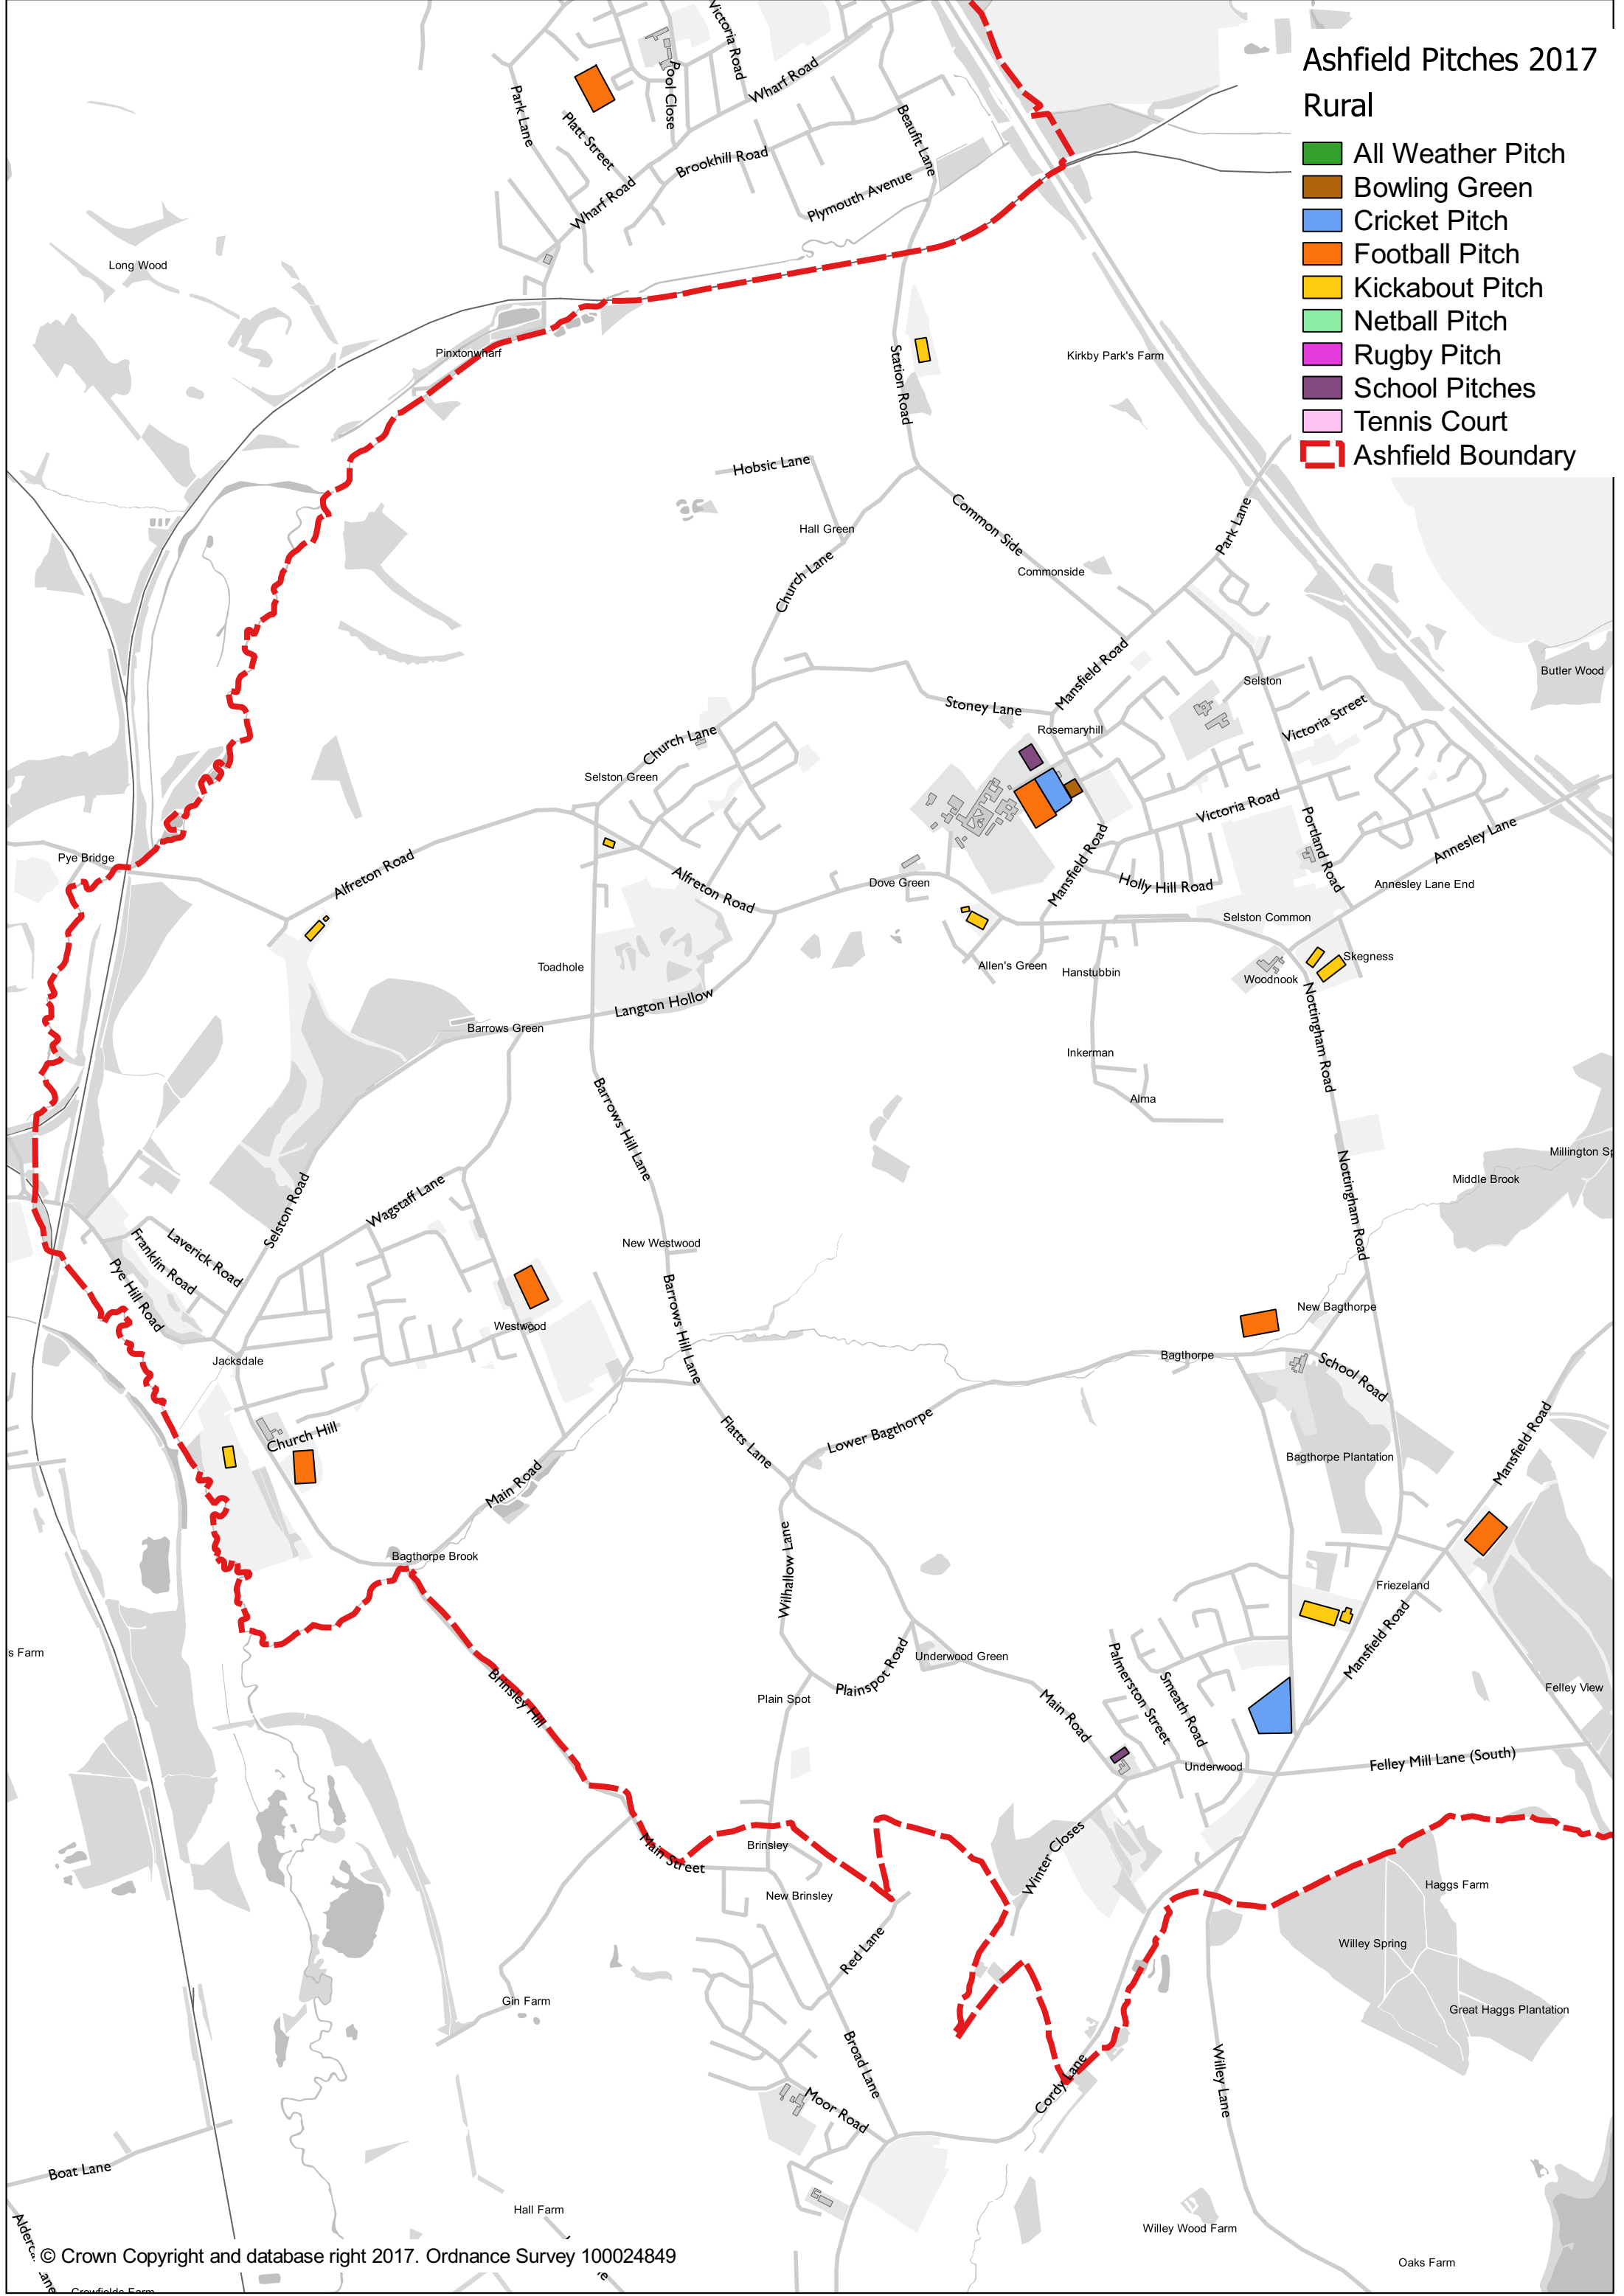 Ashfield Pitches 2017
Rural
All Weather Pitch
Bowling Green
Cricket Pitch
Football Pitch
Kickabout Pitch
Netball Pitch
Rugby Pitch
School Pitches
Tennis Court
Ashfield Boundary
Victoria Road
Pool Close
Wharf Road
Park Lane
Platt Street
Beaufit Lane
Brookhill Road
Plymouth Avenue
Wharf Road
Long Wood
Pinxtonwharf
Station Road
Kirkby Park's Farm
Hobsic Lane
Hall Green
Common Side
Park Lane
Church Lane
Commonside
Mansfield Road
Butler Wood
Selston
Stoney Lane
Victoria Street
Rosemaryhill
Church Lane
Selston Green
Victoria Road
Portland Road
Annesley Lane
Pye Bridge
Alfreton Road
Alfreton Road
Mansfield Road
Dove Green
Holly Hill Road
Annesley Lane End
Selston Common
Skegness
Toadhole
Allen's Green
Hanstubbin
Woodnook
Langton Hollow
Barrows Green
Nottingham Road
Inkerman
Alma
Barrows Hill Lane
Nottingham Road
Millington Sp
Middle Brook
Wagstaff Lane
Selston Road
Laverick Road
Franklin Road
Pye Hill Road
New Westwood
Barrows Hill Lane
Westwood
New Bagthorpe
Bagthorpe
School Road
Jacksdale
Church Hill
Flatts Lane
Lower Bagthorpe
Mansfield Road
Bagthorpe Plantation
Main Road
Bagthorpe Brook
Wilhallow Lane
Friezeland
Mansfield Road
s Farm
Underwood Green
Plainspot Road
Palmerston Street
Smeath Road
Brinsley Hill
Plain Spot
Main Road
Felley View
Underwood
Felley Mill Lane (South)
Main Street
Brinsley
Winter Closes
New Brinsley
Haggs Farm
Red Lane
Willey Spring
Gin Farm
Great Haggs Plantation
Broad Lane
Cordy Lane
Willey Lane
Moor Road
Boat Lane
Hall Farm
Willey Wood Farm
Oaks Farm
© Crown Copyright and database right 2017. Ordnance Survey 100024849